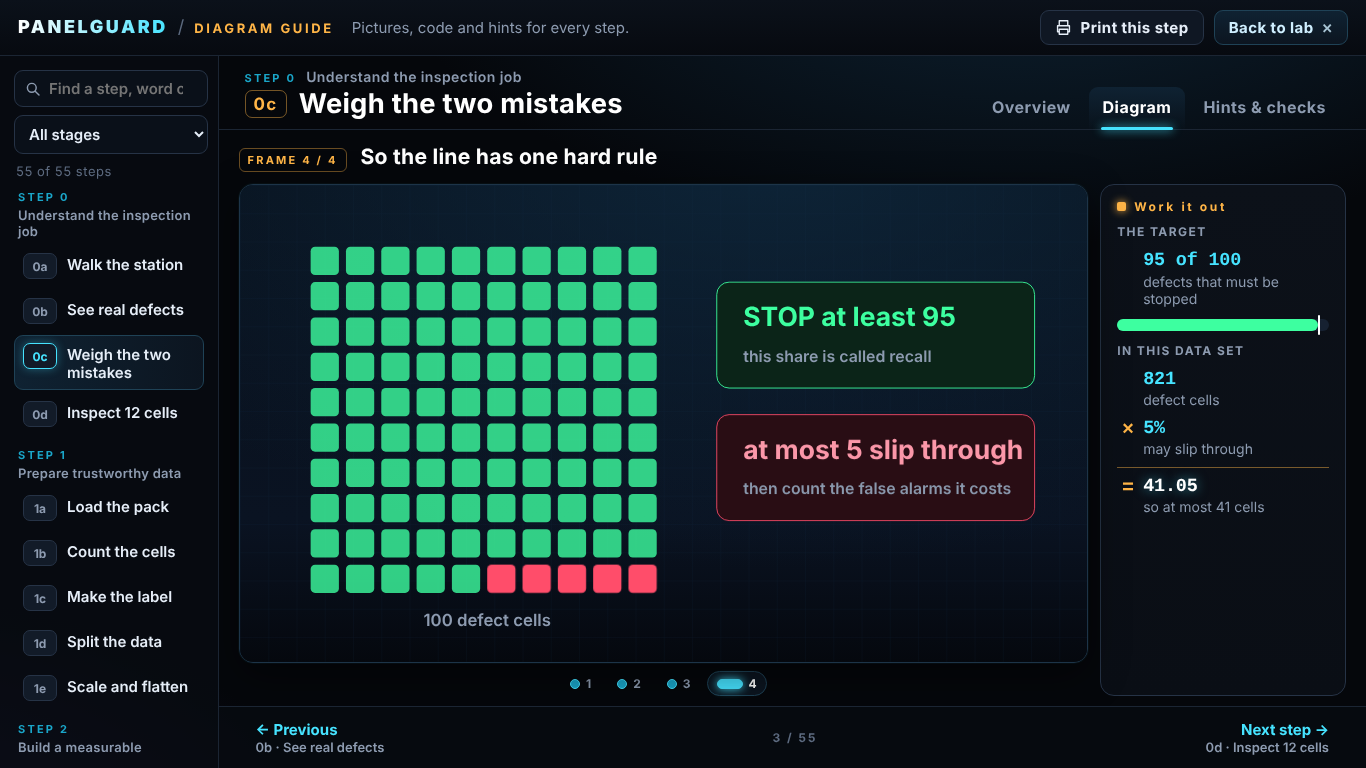 PANELGUARD / DIAGRAM GUIDE Pictures, code and hints for every step.
Print this step
Back to lab ×
Find a step, word c
All stages
55 of 55 steps
STEP 0
Understand the inspection
job
0a Walk the station
0b See real defects
0c Weigh the two
mistakes
0d Inspect 12 cells
STEP 1
Prepare trustworthy data
1a Load the pack
1b Count the cells
1c Make the label
1d Split the data
1e Scale and flatten
STEP 2
Build a measurable
STEP 0 Understand the inspection job
0c Weigh the two mistakes
Overview
Diagram
Hints & checks
FRAME 4 / 4 So the line has one hard rule
100 defect cells
STOP at least 95
this share is called recall
at most 5 slip through
then count the false alarms it costs
1
2
3
4
Work it out
THE TARGET
95 of 100
defects that must be
stopped
IN THIS DATA SET
821
defect cells
× 5%
may slip through
= 41.05
so at most 41 cells
← Previous
0b · See real defects
3 / 55
Next step →
0d · Inspect 12 cells